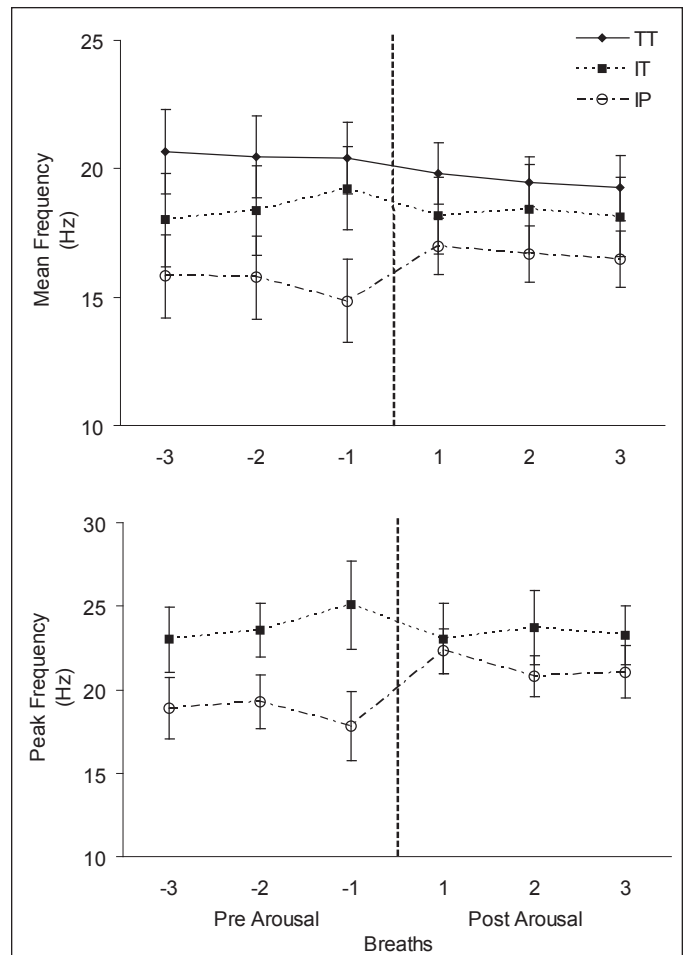 25
20
15
10
Mean Frequency
(Hz)
TT
IT
IP
-3 -2 -1 1 2 3
30
25
20
15
10
Peak Frequency
(Hz)
-3 -2 -1 1 2 3
Pre Arousal Post Arousal
Breaths